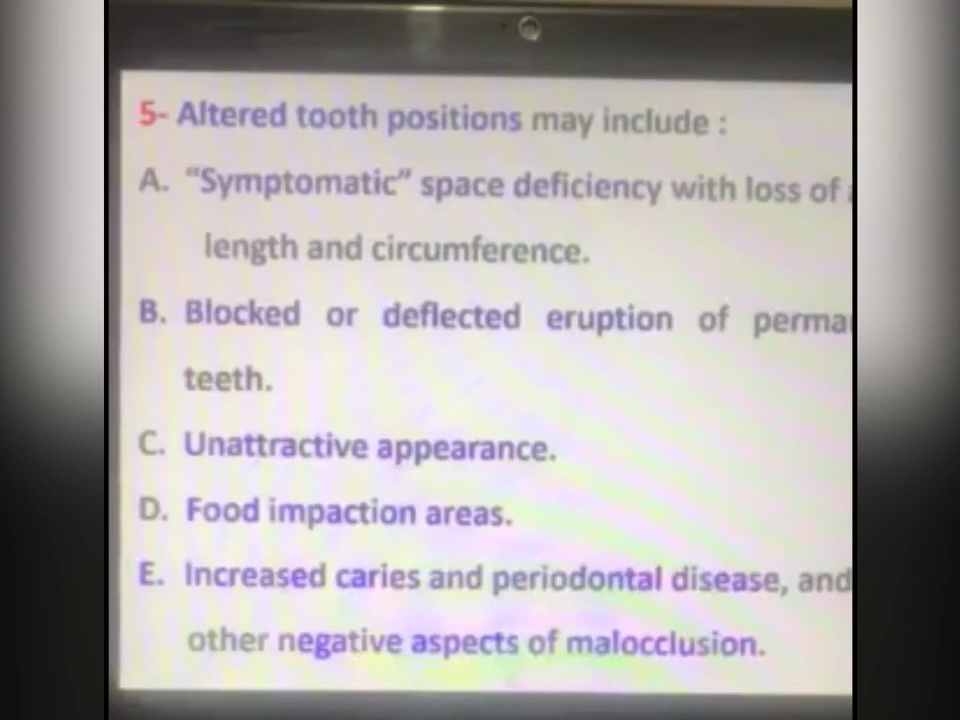 5- Altered tooth positions may include :
A. "Symptomatic" space deficiency with loss of
length and circumference.
B. Blocked or deflected eruption of
teeth.
C. Unattractive appearance.
D. Food impaction areas.
E. Increased caries and periodontal disease, and
other negative aspects of malocclusion.